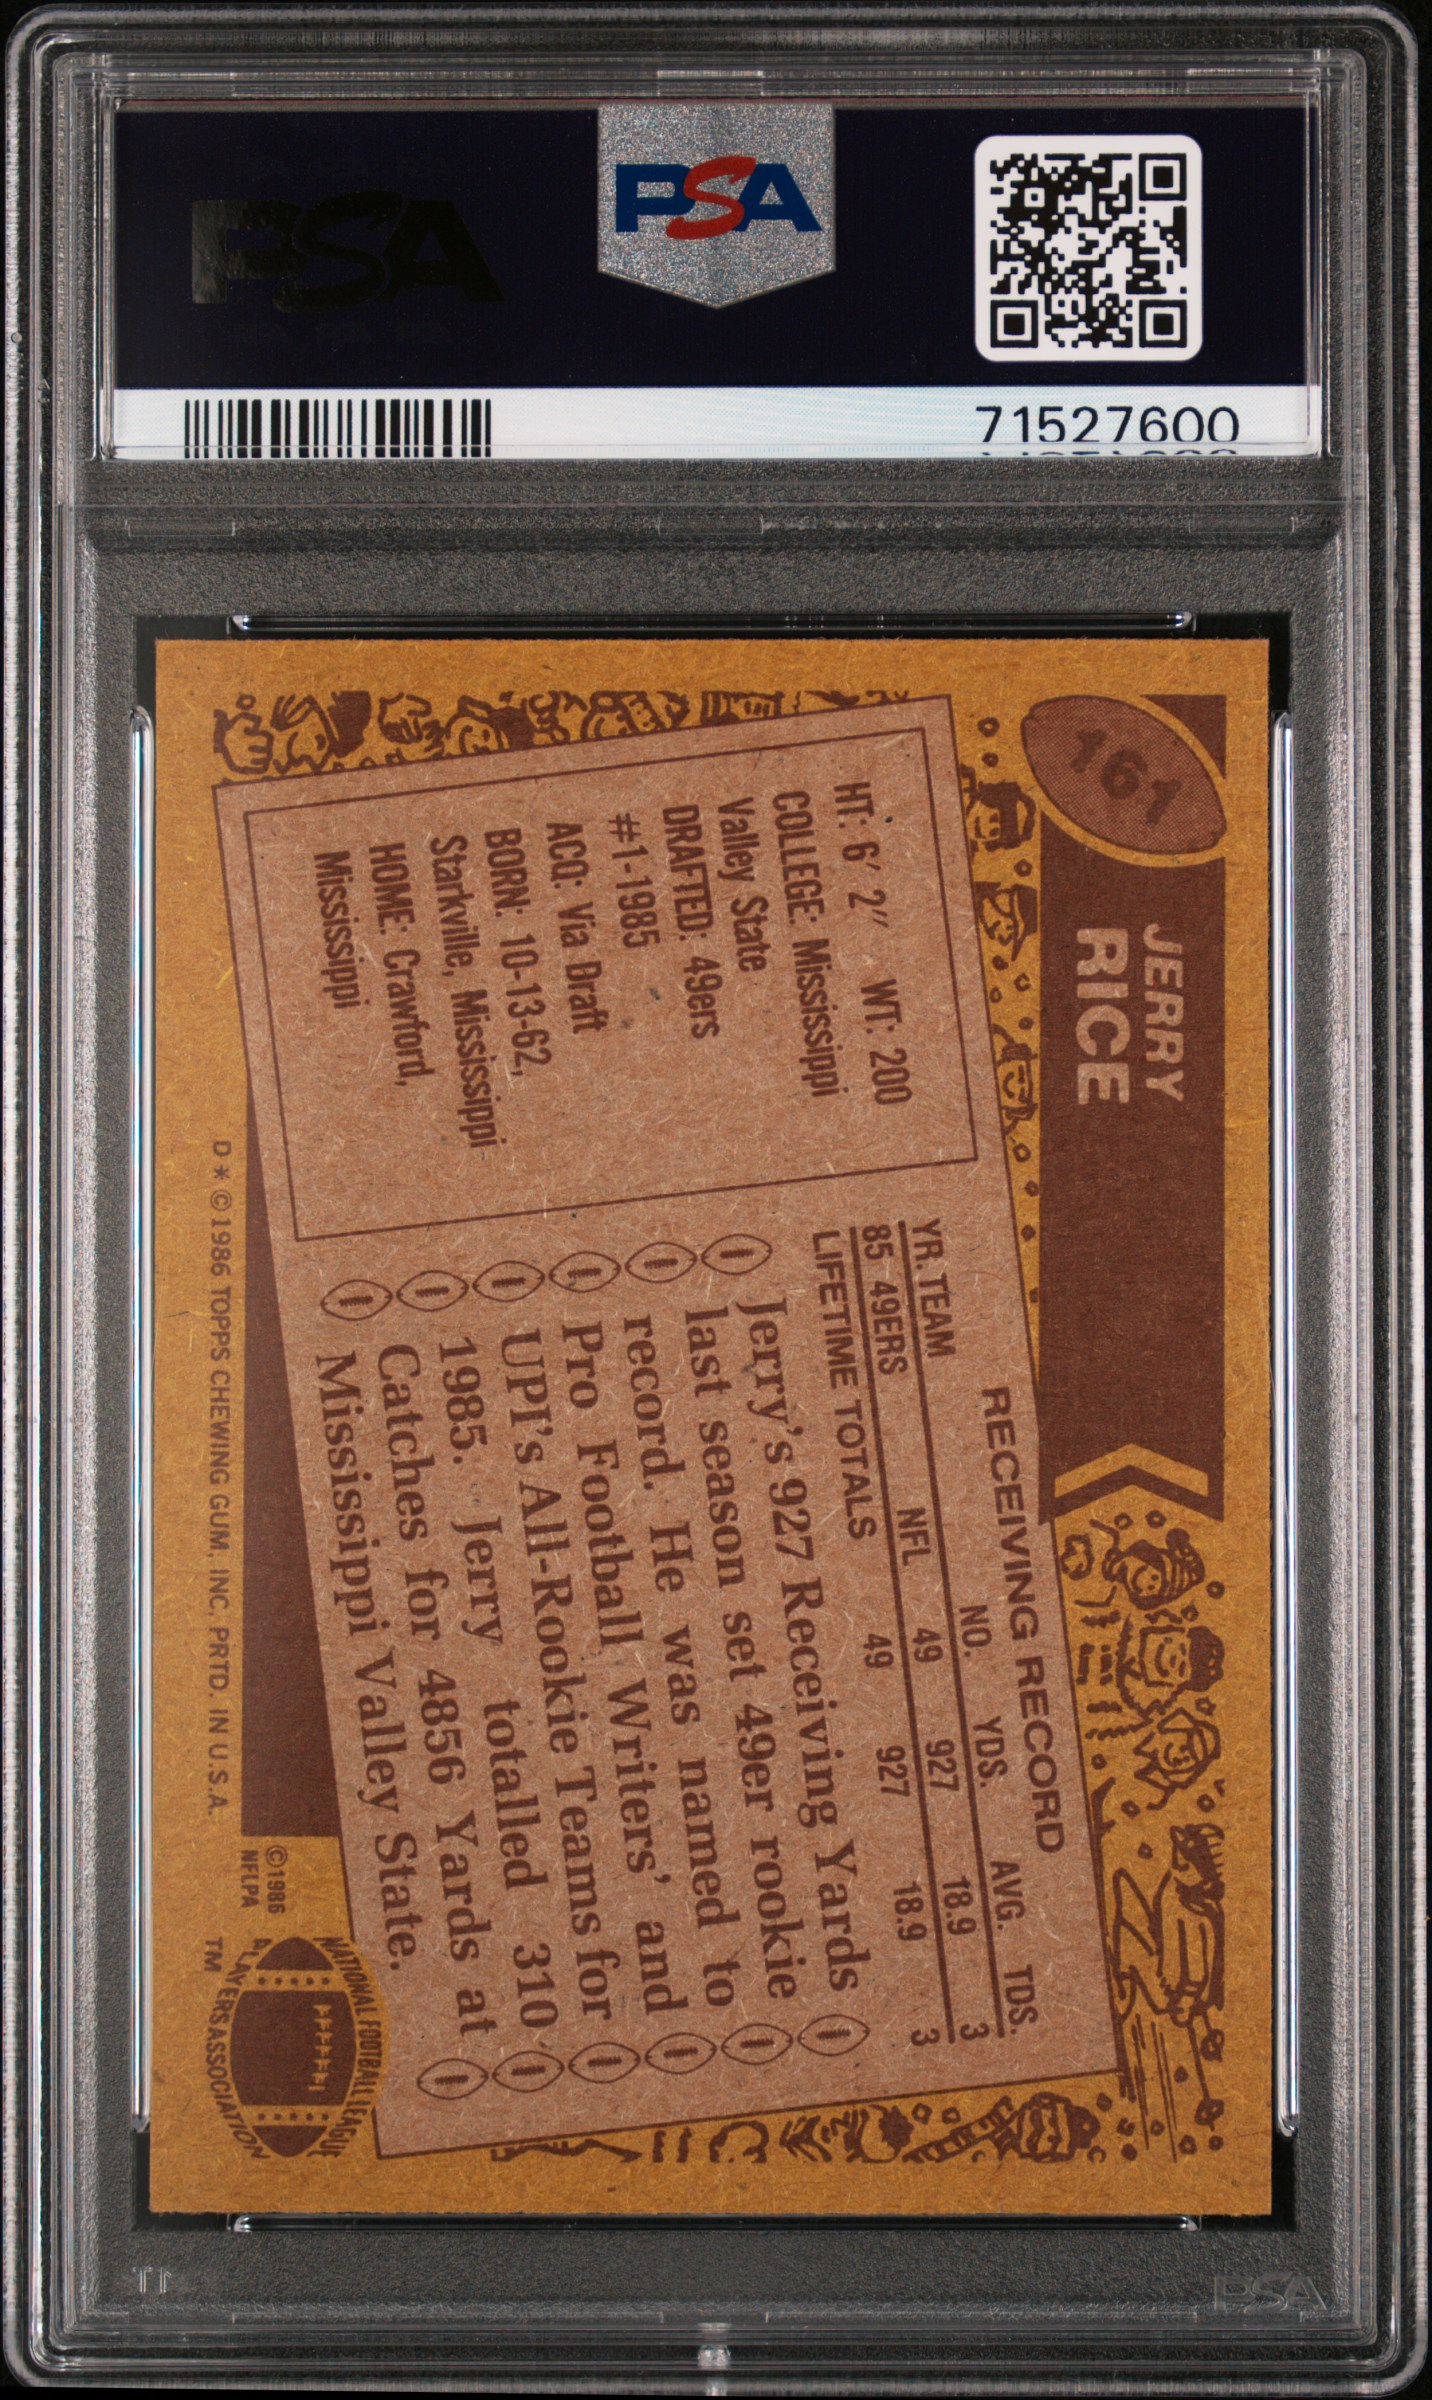 PSA
PSA
71527600
161
JERRY
RICE
HT: 6' 2" WT: 200
COLLEGE: Mississippi
Valley State
DRAFTED: 49ers
#1-1985
ACQ: Via Draft
BORN: 10-13-62,
Starkville, Mississippi
HOME: Crawford,
Mississippi
RECEIVING RECORD
YR. TEAM NO. YDS. AVG. TDS.
85 49ERS NFL 49 927 18.9 3
LIFETIME TOTALS 49 927 18.9 3
Jerry's 927 Receiving Yards
last season set 49er rookie
record. He was named to
Pro Football Writers' and
UPI's All-Rookie Teams for
1985. Jerry totalled 310
Catches for 4856 Yards at
Mississippi Valley State.
D * © 1986 TOPPS CHEWING GUM, INC. PRTD. IN U.S.A.
©1986
NFLPA
NATIONAL FOOTBALL LEAGUE
PLAYERS ASSOCIATION
TM
PSA